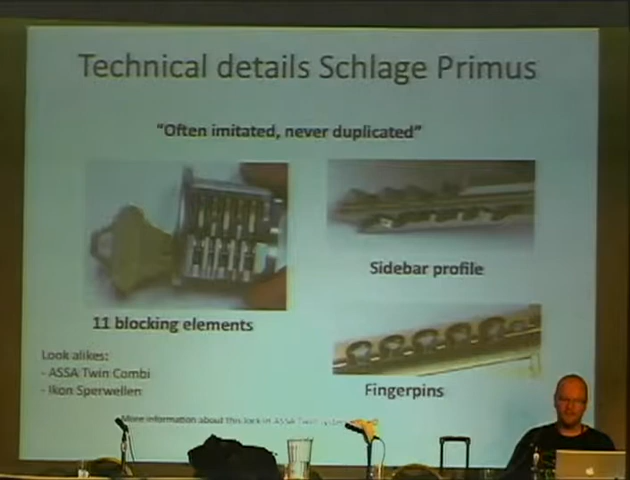 Technical details Schlage Primus
“Often imitated, never duplicated”
Sidebar profile
11 blocking elements
Look alikes:
- ASSA Twin Combi
- Ikon Sperwellen
Fingerpins
More information about this lock in ASSA Twin